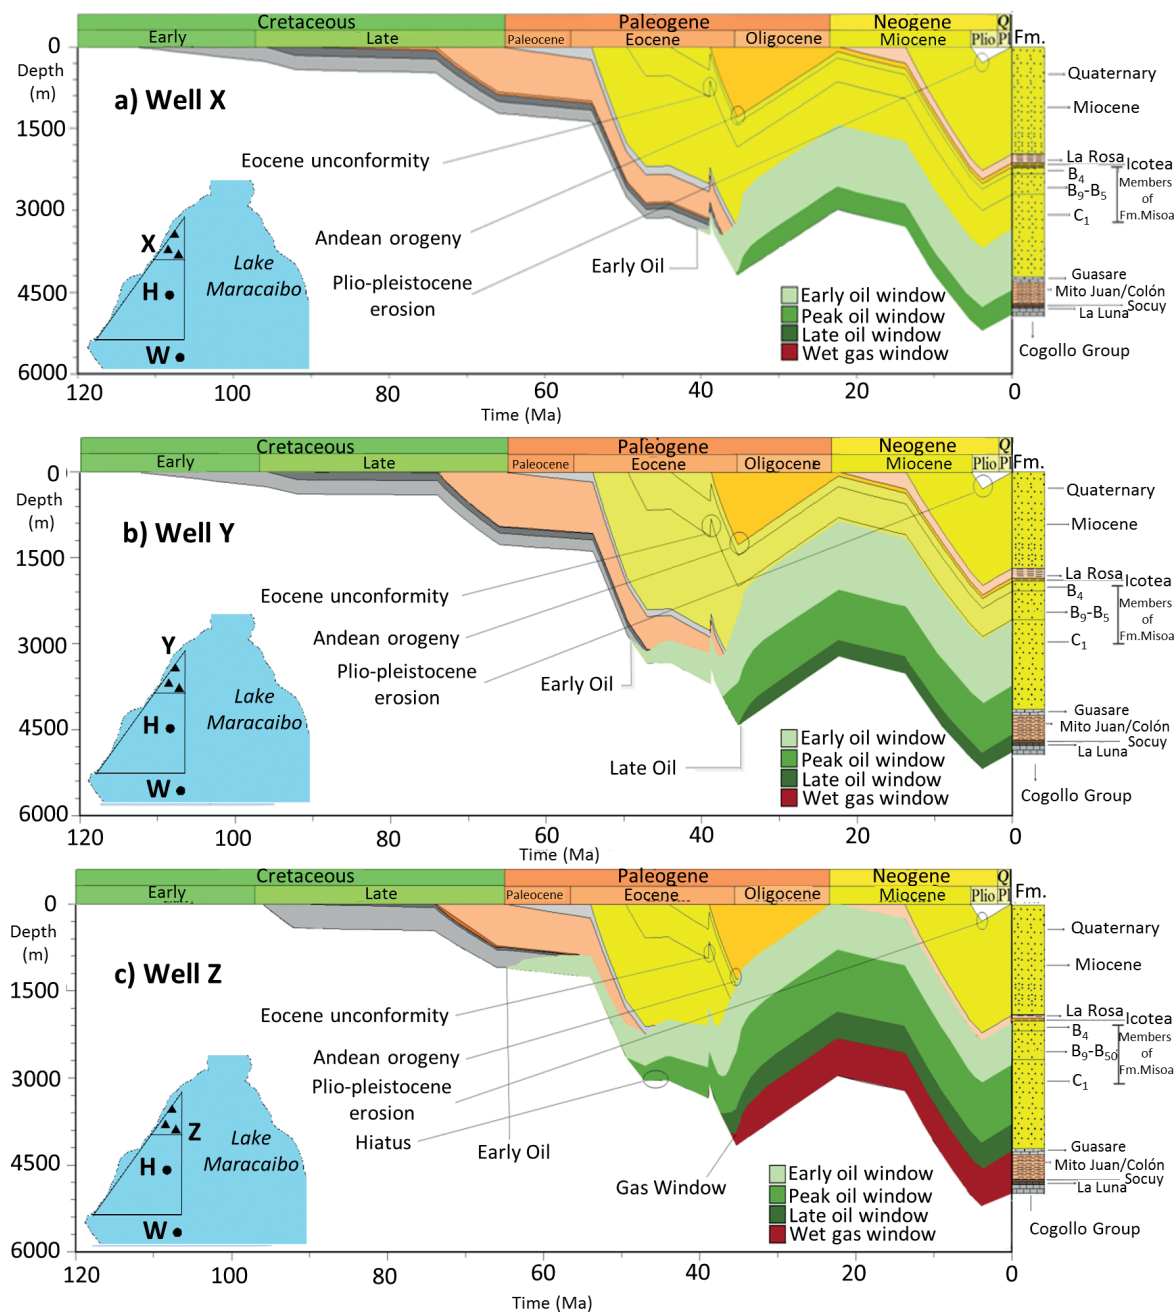 Cretaceous Paleogene Neogene Q
Early Late Paleocene Eocene Oligocene Miocene Plio Pl Fm.
0
Depth
(m)
1500
3000
4500
6000
a) Well X
Quaternary
Miocene
La Rosa
Icotea
B4
B9-B5
C1
Members
of
Fm.Misoa
Guasare
Mito Juan/Colón
Socuy
La Luna
Cogollo Group
Eocene unconformity
Andean orogeny
Plio-pleistocene
erosion
Early Oil
X
H
W
Lake
Maracaibo
Early oil window
Peak oil window
Late oil window
Wet gas window
120 100 80 60 40 20 0
Time (Ma)
Cretaceous Paleogene Neogene Q
Early Late Paleocene Eocene Oligocene Miocene Plio Pl Fm.
0
Depth
(m)
1500
3000
4500
6000
b) Well Y
Quaternary
Miocene
La Rosa
Icotea
B4
B9-B5
C1
Members
of
Fm.Misoa
Guasare
Mito Juan/Colón
Socuy
La Luna
Cogollo Group
Eocene unconformity
Andean orogeny
Plio-pleistocene
erosion
Early Oil
Late Oil
Y
H
W
Lake
Maracaibo
Early oil window
Peak oil window
Late oil window
Wet gas window
120 100 80 60 40 20 0
Time (Ma)
Cretaceous Paleogene Neogene Q
Early Late Paleocene Eocene Oligocene Miocene Plio Pl Fm.
0
Depth
(m)
1500
3000
4500
6000
c) Well Z
Quaternary
Miocene
La Rosa
Icotea
B4
B9-B50
C1
Members
of
Fm.Misoa
Guasare
Mito Juan/Colón
Socuy
La Luna
Cogollo Group
Eocene unconformity
Andean orogeny
Plio-pleistocene
erosion
Hiatus
Early Oil
Gas Window
Z
H
W
Lake
Maracaibo
Early oil window
Peak oil window
Late oil window
Wet gas window
120 100 80 60 40 20 0
Time (Ma)